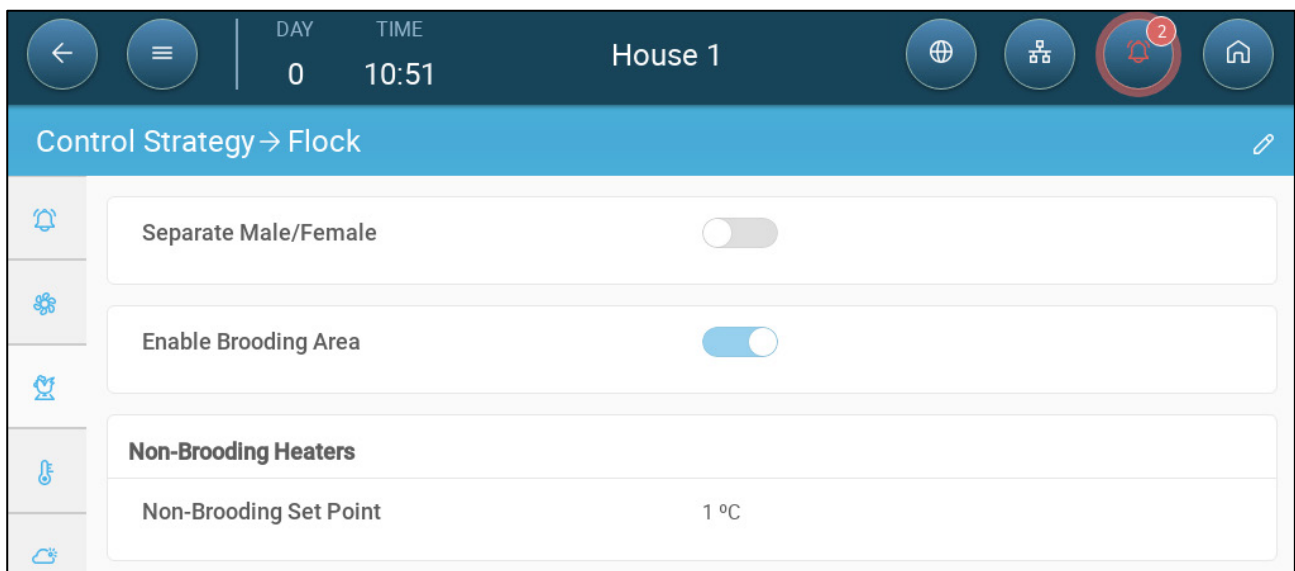 DAY TIME
0 10:51
House 1
2
Control Strategy → Flock
Separate Male/Female
Enable Brooding Area
Non-Brooding Heaters
Non-Brooding Set Point 1 ºC